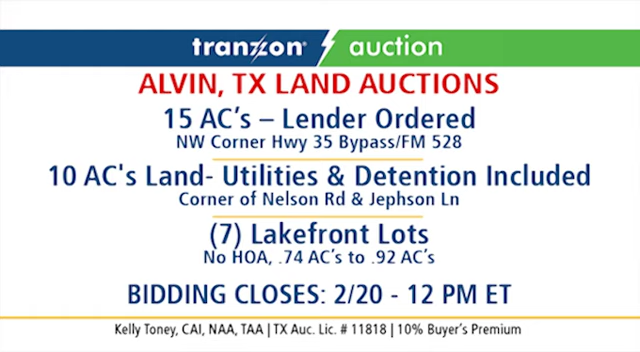 tranzon® auction
ALVIN, TX LAND AUCTIONS
15 AC's – Lender Ordered
NW Corner Hwy 35 Bypass/FM 528
10 AC's Land- Utilities & Detention Included
Corner of Nelson Rd & Jephson Ln
(7) Lakefront Lots
No HOA, .74 AC's to .92 AC's
BIDDING CLOSES: 2/20 - 12 PM ET
Kelly Toney, CAI, NAA, TAA | TX Auc. Lic. # 11818 | 10% Buyer's Premium